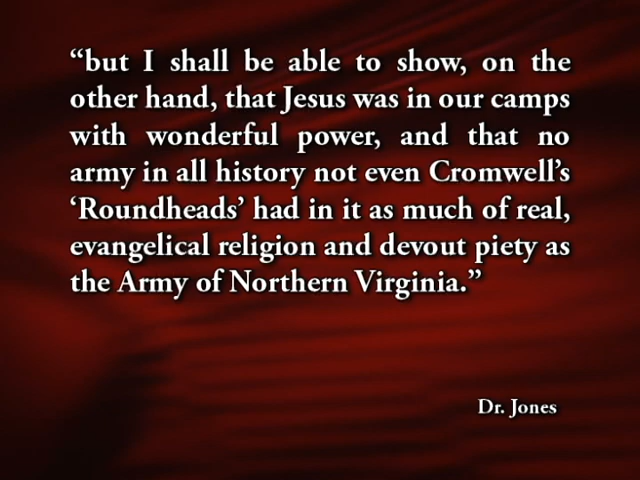 “but I shall be able to show, on the
other hand, that Jesus was in our camps
with wonderful power, and that no
army in all history not even Cromwell’s
‘Roundheads’ had in it as much of real,
evangelical religion and devout piety as
the Army of Northern Virginia.”
Dr. Jones